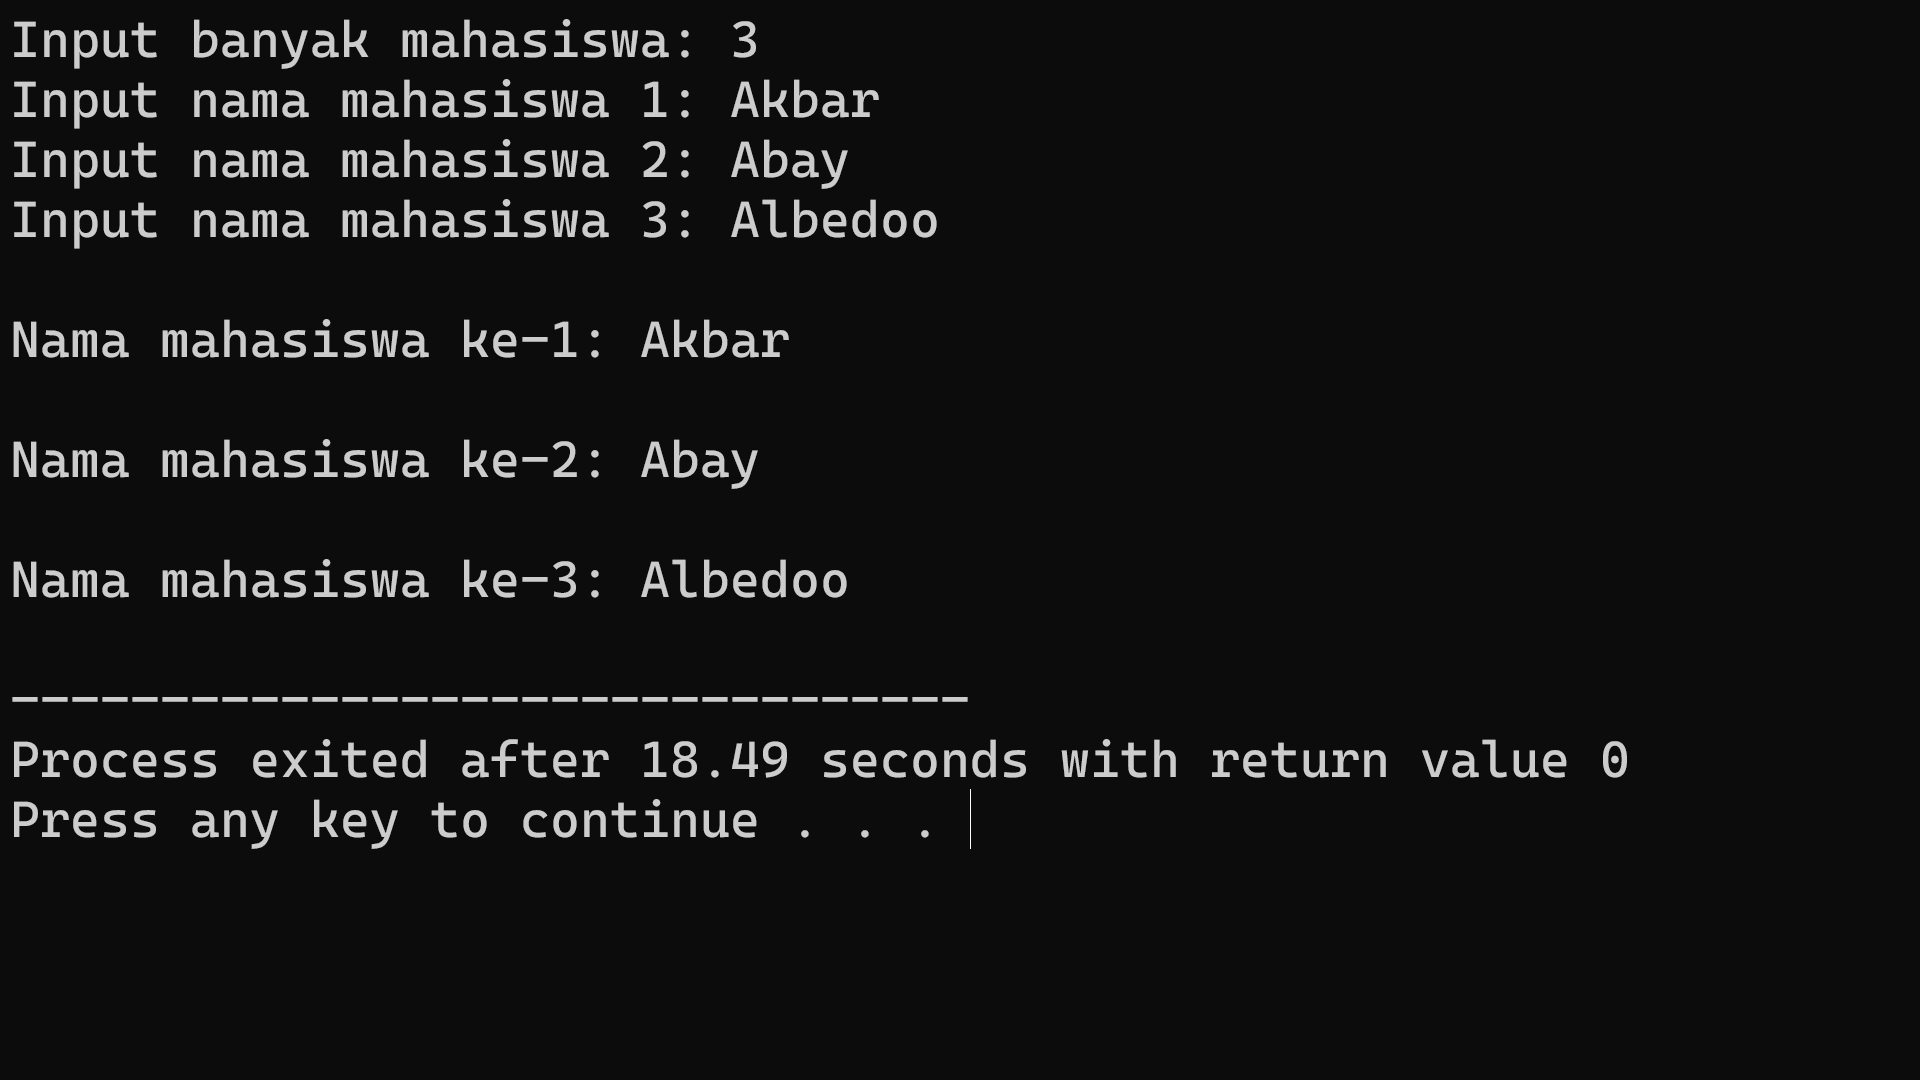 Input banyak mahasiswa: 3
Input nama mahasiswa 1: Akbar
Input nama mahasiswa 2: Abay
Input nama mahasiswa 3: Albedoo
Nama mahasiswa ke-1: Akbar
Nama mahasiswa ke-2: Abay
Nama mahasiswa ke-3: Albedoo
--------------------------------
Process exited after 18.49 seconds with return value 0
Press any key to continue . . .